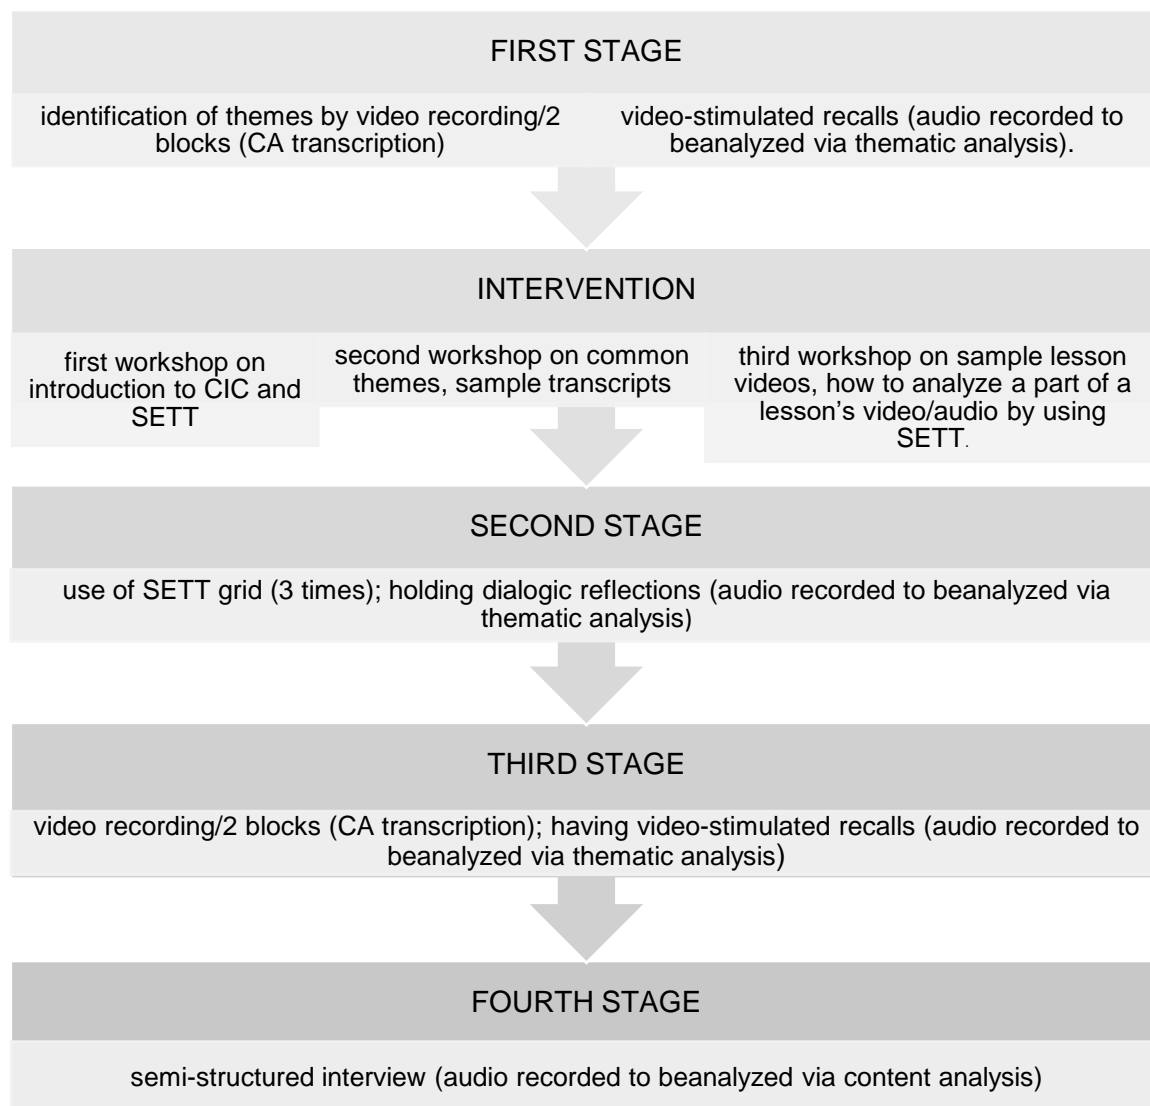 FIRST STAGE
identification of themes by video recording/2
blocks (CA transcription)
video-stimulated recalls (audio recorded to
beanalyzed via thematic analysis).
INTERVENTION
first workshop on
introduction to CIC and
SETT
second workshop on common
themes, sample transcripts
third workshop on sample lesson
videos, how to analyze a part of a
lesson’s video/audio by using
SETT.
SECOND STAGE
use of SETT grid (3 times); holding dialogic reflections (audio recorded to beanalyzed via
thematic analysis)
THIRD STAGE
video recording/2 blocks (CA transcription); having video-stimulated recalls (audio recorded to
beanalyzed via thematic analysis)
FOURTH STAGE
semi-structured interview (audio recorded to beanalyzed via content analysis)